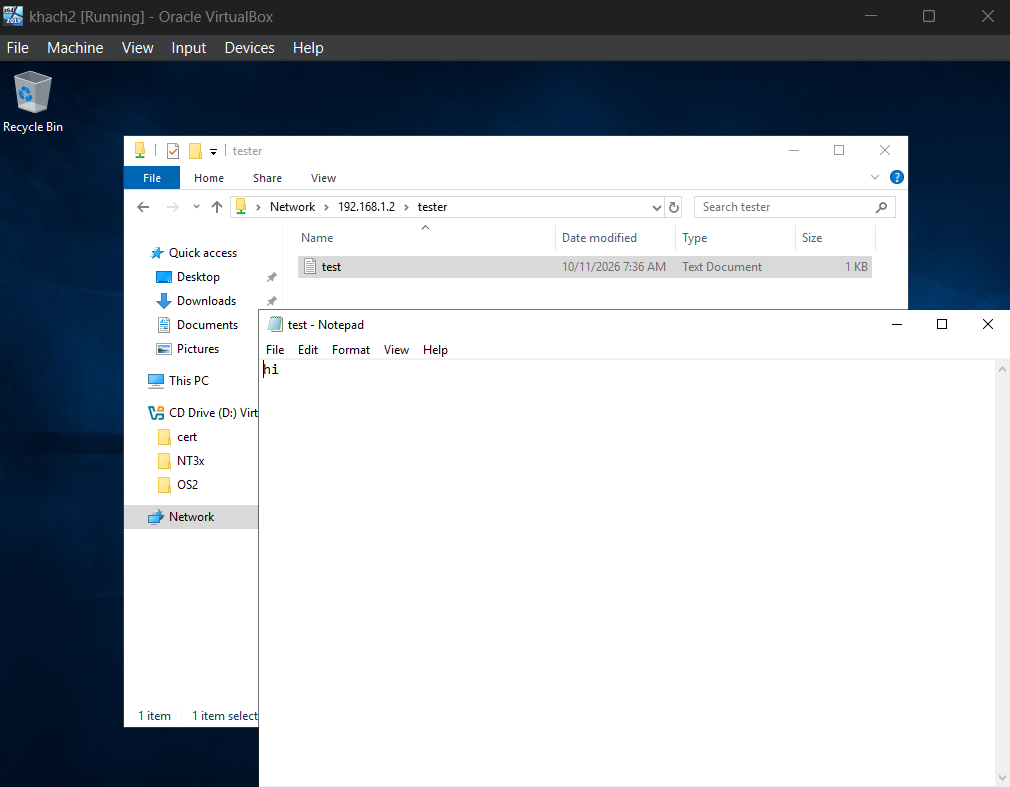 khach2 [Running] - Oracle VirtualBox
File Machine View Input Devices Help
Recycle Bin
tester
File Home Share View
Network > 192.168.1.2 > tester
Search tester
Name Date modified Type Size
test 10/11/2026 7:36 AM Text Document 1 KB
Quick access
Desktop
Downloads
Documents
Pictures
This PC
CD Drive (D:) Virt
cert
NT3x
OS2
Network
1 item 1 item select
test - Notepad
File Edit Format View Help
hi